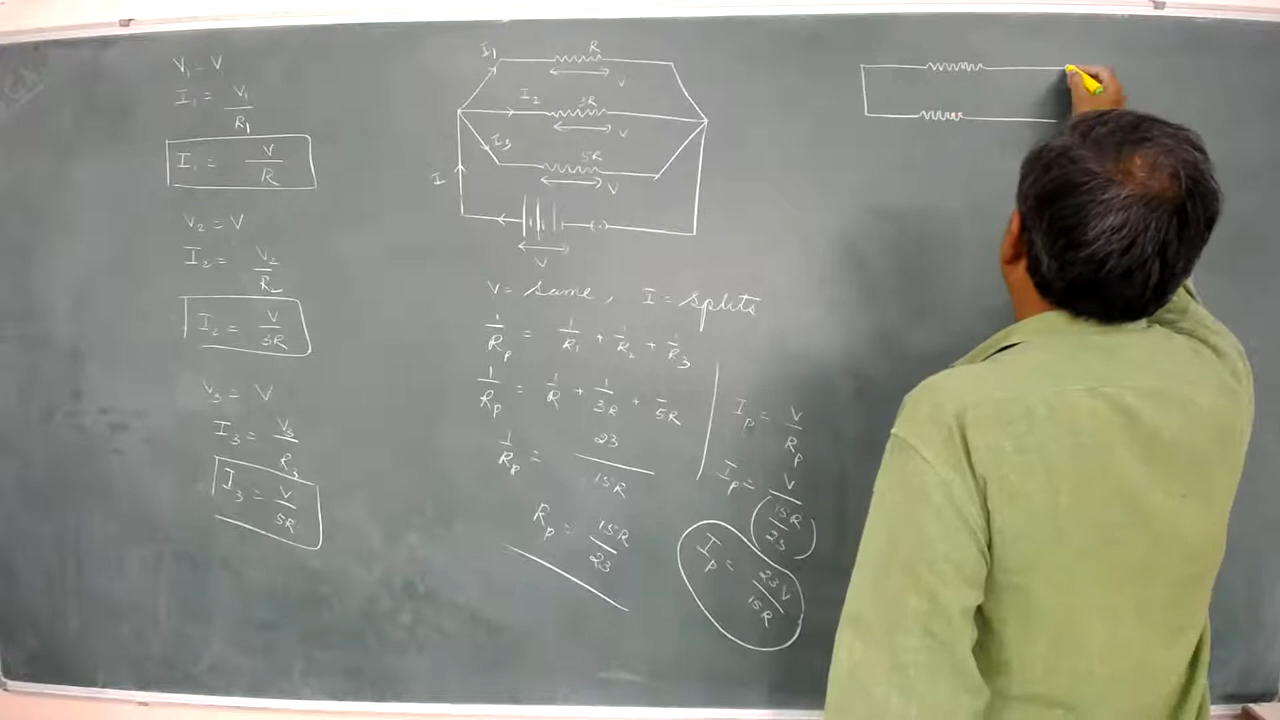 V₁ = V
I₁ = V₁/R₁
I₁ = V/R
V₂ = V
I₂ = V₂/R₂
I₂ = V/3R
V₃ = V
I₃ = V₃/R₃
I₃ = V/5R
I₁ R
V
I₂ 3R
V
I₃ 5R
V
I
V
V = same, I = splits
1/Rₚ = 1/R₁ + 1/R₂ + 1/R₃
1/Rₚ = 1/R + 1/3R + 1/5R
1/Rₚ = 23/15R
Rₚ = 15R/23
Iₚ = V/Rₚ
Iₚ = V/(15R/23)
Iₚ = 23V/15R